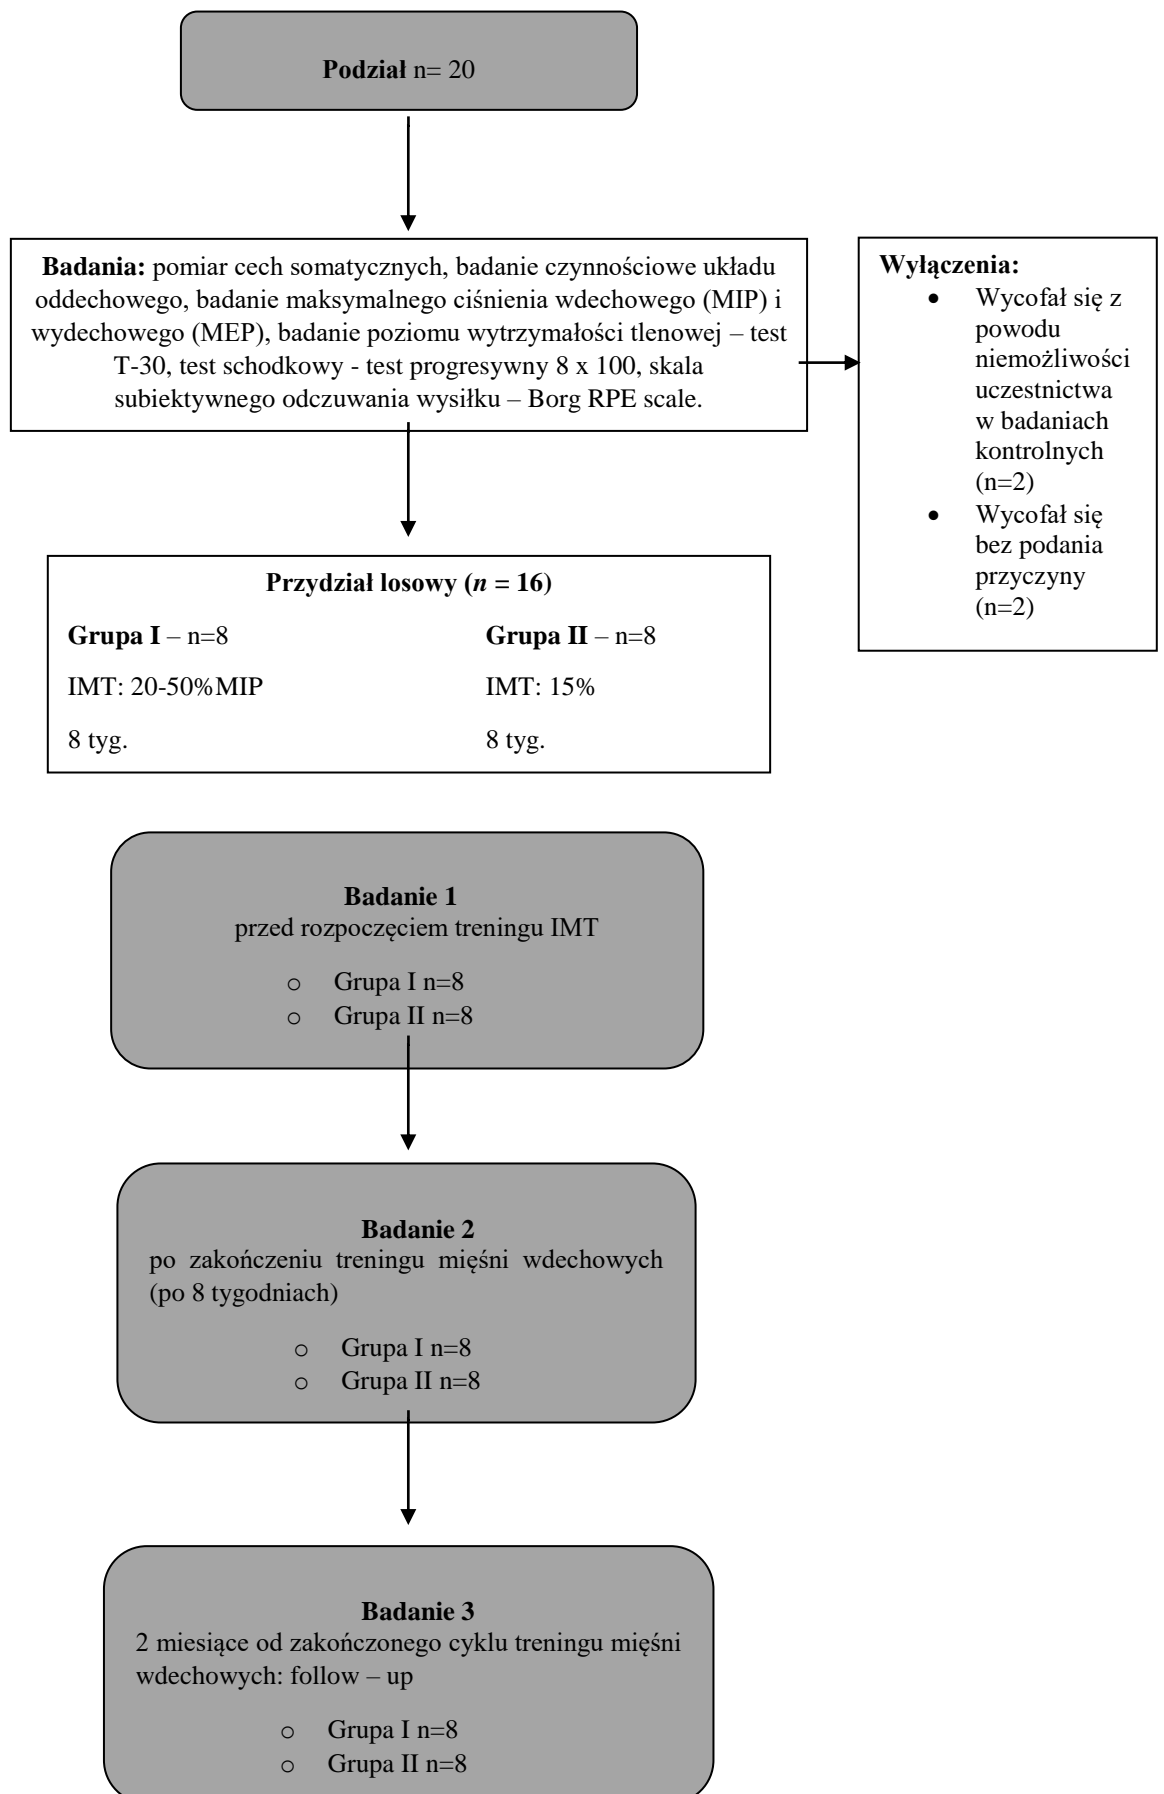 Podział n= 20
Badania: pomiar cech somatycznych, badanie czynnościowe układu
oddechowego, badanie maksymalnego ciśnienia wdechowego (MIP) i
wydechowego (MEP), badanie poziomu wytrzymałości tlenowej – test
T-30, test schodkowy - test progresywny 8 x 100, skala
subiektywnego odczuwania wysiłku – Borg RPE scale.
Wyłączenia:
• Wycofał się z
powodu
niemożliwości
uczestnictwa
w badaniach
kontrolnych
(n=2)
• Wycofał się
bez podania
przyczyny
(n=2)
Przydział losowy (n = 16)
Grupa I – n=8 Grupa II – n=8
IMT: 20-50%MIP IMT: 15%
8 tyg. 8 tyg.
Badanie 1
przed rozpoczęciem treningu IMT
o Grupa I n=8
o Grupa II n=8
Badanie 2
po zakończeniu treningu mięśni wdechowych
(po 8 tygodniach)
o Grupa I n=8
o Grupa II n=8
Badanie 3
2 miesiące od zakończonego cyklu treningu mięśni
wdechowych: follow – up
o Grupa I n=8
o Grupa II n=8